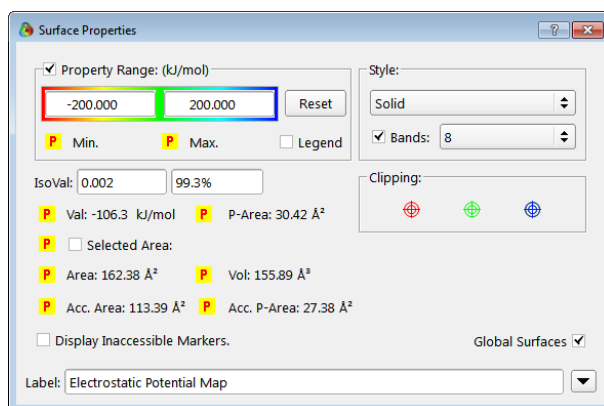 Surface Properties
Property Range: (kJ/mol)
-200.000 200.000 Reset
P Min. P Max. Legend
Style:
Solid
Bands: 8
IsoVal: 0.002 99.3%
Clipping:
P Val: -106.3 kJ/mol P P-Area: 30.42 Å²
P Selected Area:
P Area: 162.38 Å² P Vol: 155.89 Å³
P Acc. Area: 113.39 Å² P Acc. P-Area: 27.38 Å²
Display Inaccessible Markers. Global Surfaces
Label: Electrostatic Potential Map